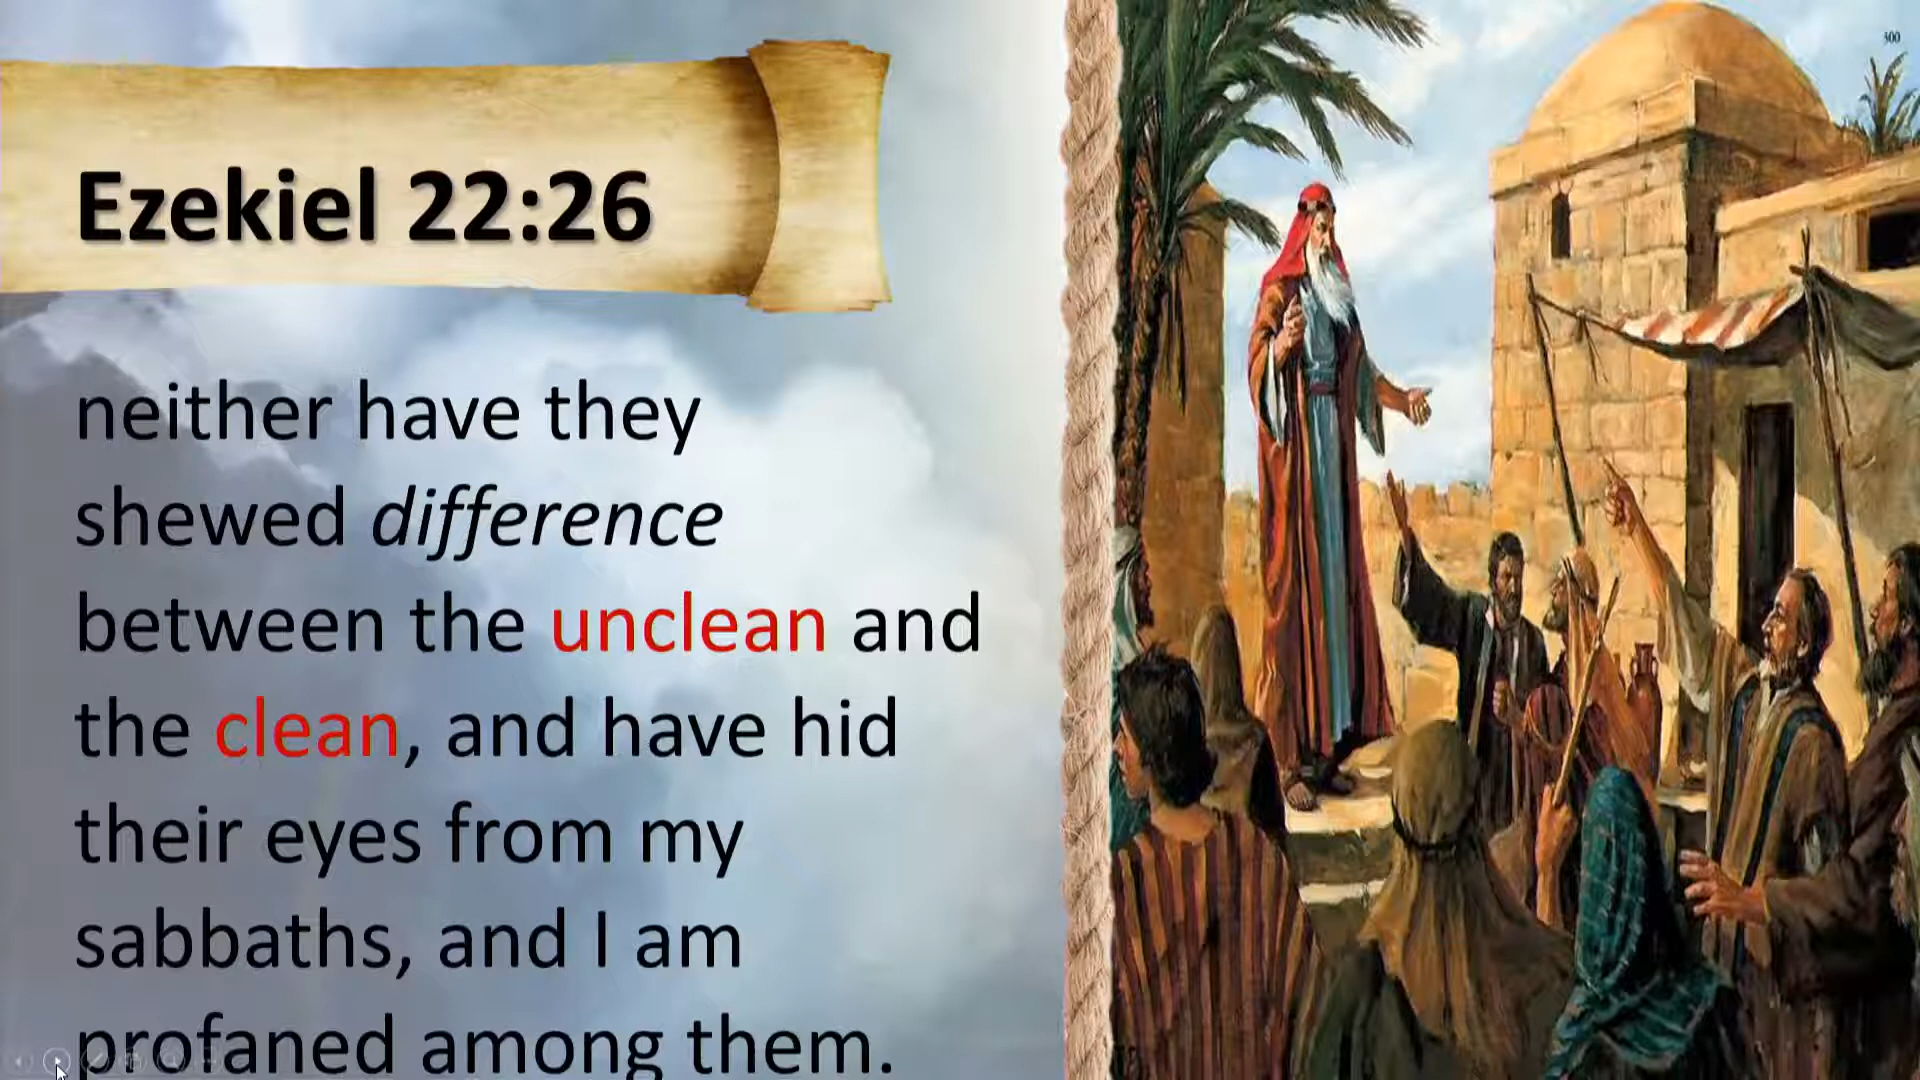 Ezekiel 22:26
neither have they
shewed difference
between the unclean and
the clean, and have hid
their eyes from my
sabbaths, and I am
profaned among them.
500